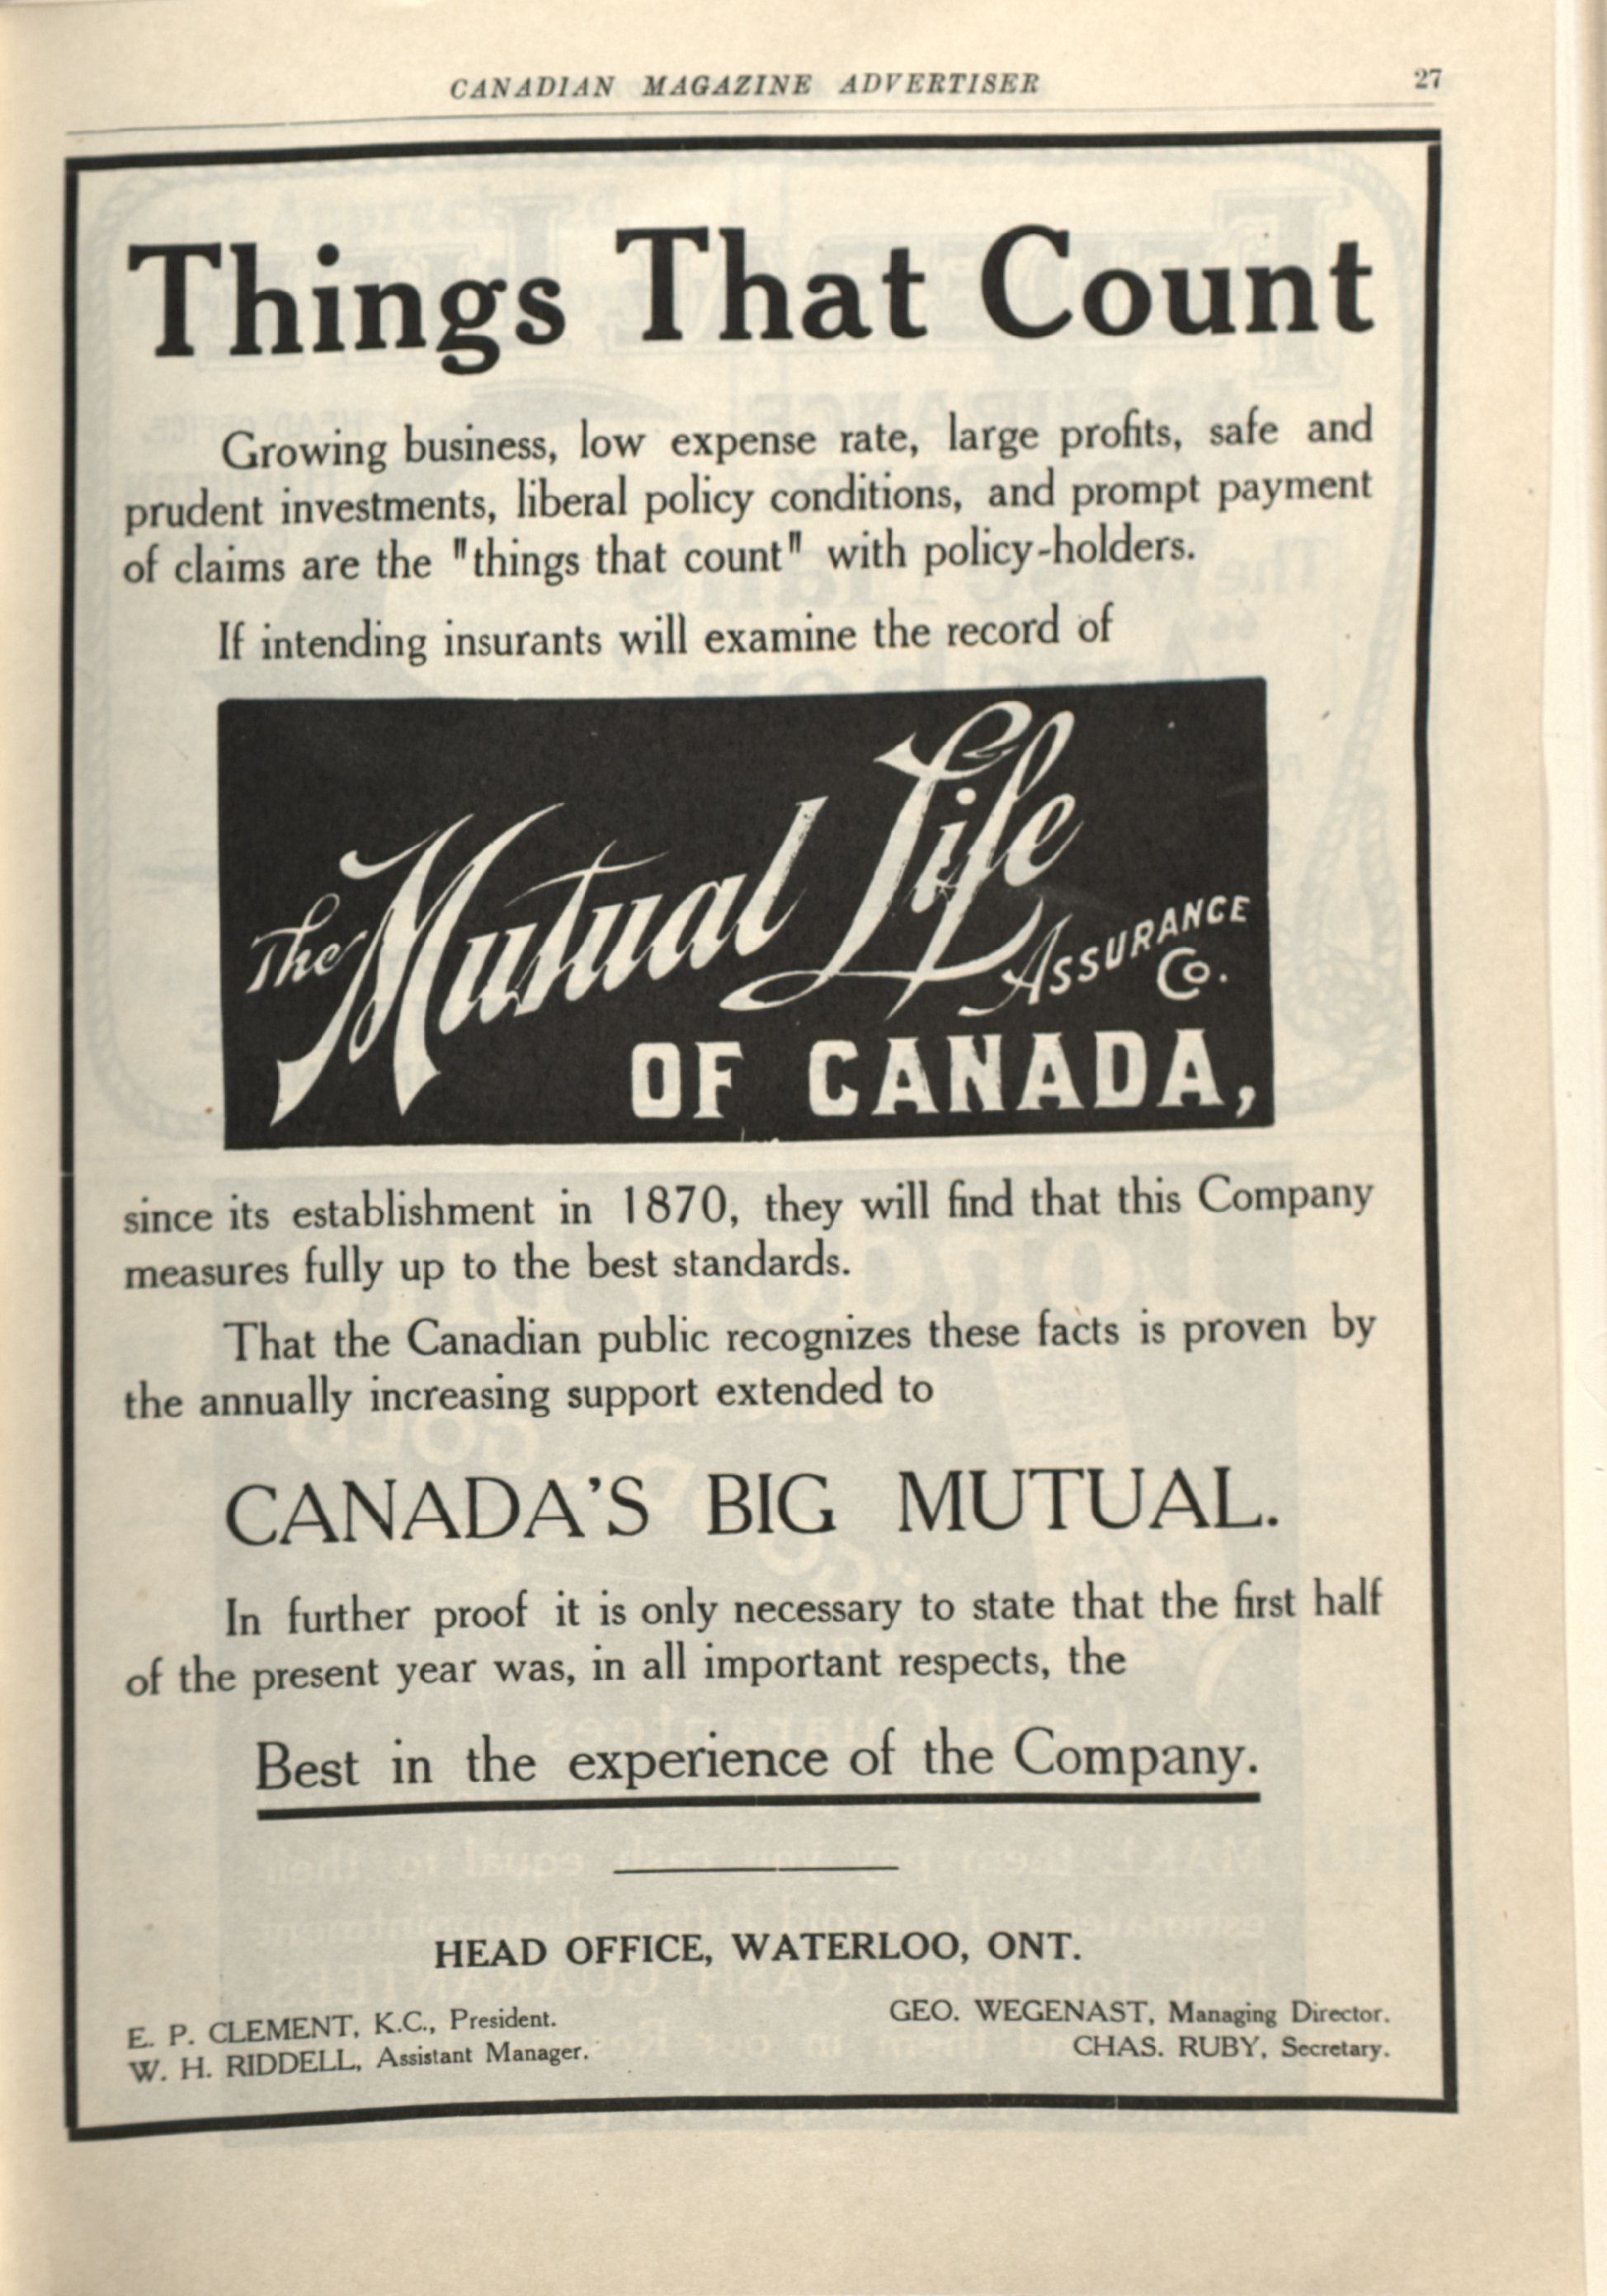 CANADIAN MAGAZINE ADVERTISER 27
Things That Count
Growing business, low expense rate, large profits, safe and
prudent investments, liberal policy conditions, and prompt payment
of claims are the "things that count" with policy-holders.
If intending insurants will examine the record of
The Mutual Life
ASSURANCE
Co.
OF CANADA,
since its establishment in 1870, they will find that this Company
measures fully up to the best standards.
That the Canadian public recognizes these facts is proven by
the annually increasing support extended to
CANADA'S BIG MUTUAL.
In further proof it is only necessary to state that the first half
of the present year was, in all important respects, the
Best in the experience of the Company.
HEAD OFFICE, WATERLOO, ONT.
E. P. CLEMENT, K.C., President.
W. H. RIDDELL, Assistant Manager.
GEO. WEGENAST, Managing Director.
CHAS. RUBY, Secretary.